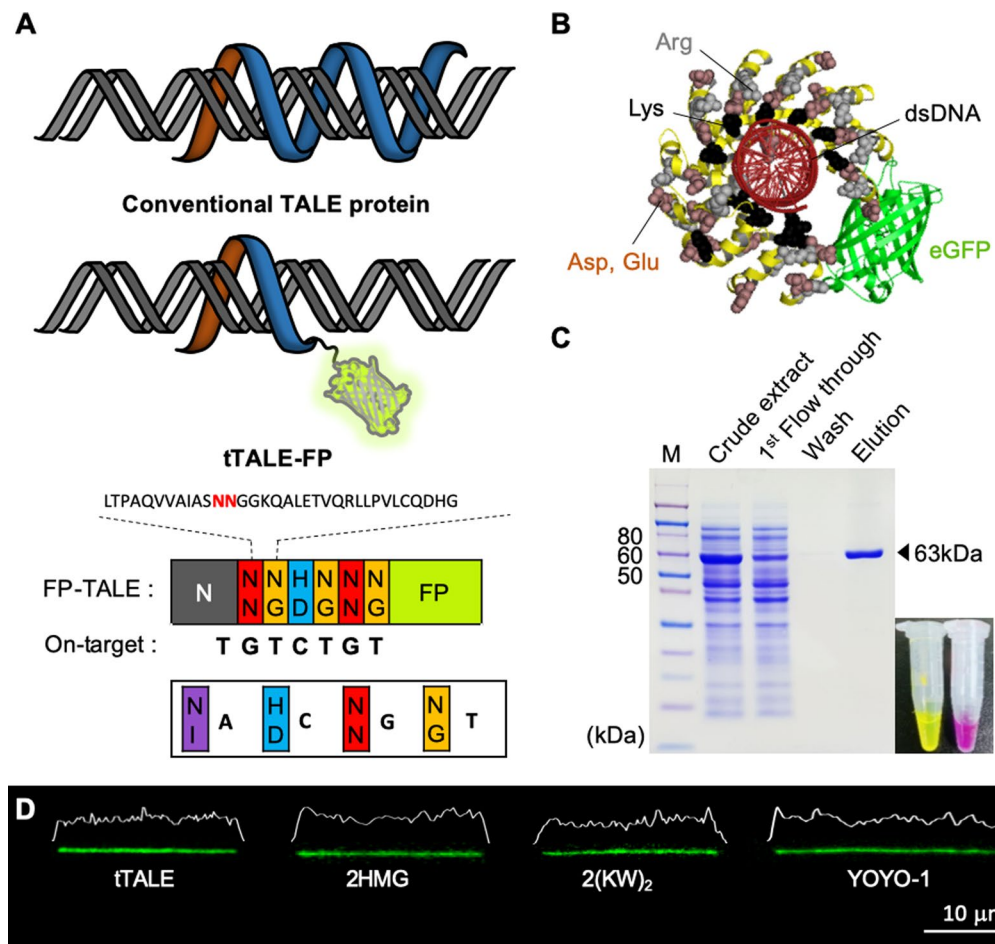 A
Conventional TALE protein
tTALE-FP
LTPAQVVAIASNNGGKQALETVQRLLPVLCQDHG
FP-TALE :
N
N N H N N N
N G D G N G
FP
On-target :
T G T C T G T
N
I
A
H
D
C
N
N
G
N
G
T
B
Arg
Lys
dsDNA
Asp, Glu
eGFP
C
M
Crude extract
1st Flow through
Wash
Elution
80
60
50
63kDa
(kDa)
D
tTALE
2HMG
2(KW)2
YOYO-1
10 μm